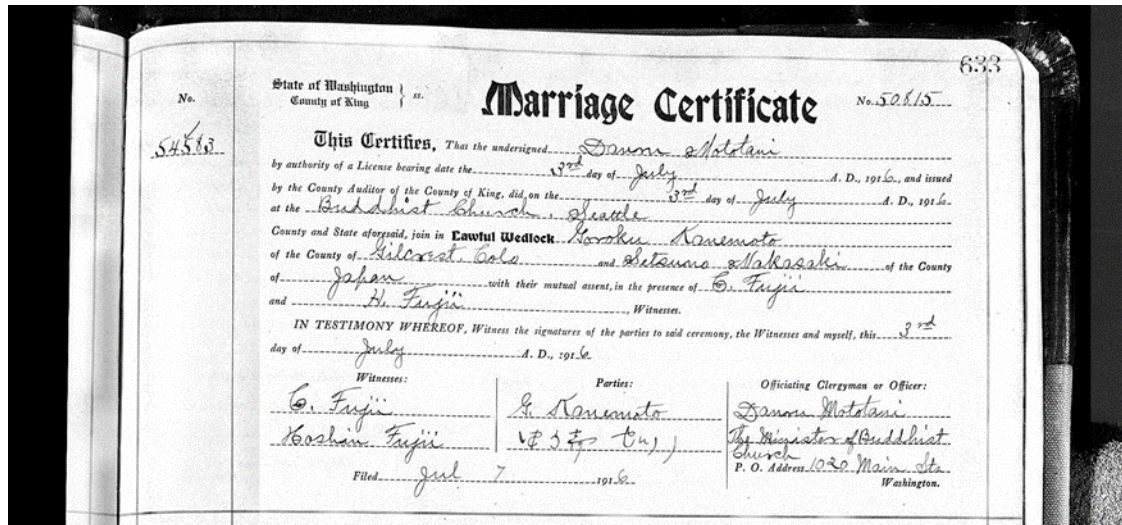 633
State of Washington } ss.
County of King
Marriage Certificate
No. 50815
No.
54583
This Certifies, That the undersigned Danou Mototani
by authority of a License bearing date the 3rd day of July A. D., 1916, and issued
by the County Auditor of the County of King, did, on the 3rd day of July A. D., 1916
at the Buddhist Church, Seattle
County and State aforesaid, join in Lawful Wedlock Goroku Kanemoto
of the County of Gilcrest, Colo and Setsuno Nakasaki of the County
of Japan with their mutual assent, in the presence of C. Fujii
and H. Fujii, Witnesses.
IN TESTIMONY WHEREOF, Witness the signatures of the parties to said ceremony, the Witnesses and myself, this 3rd
day of July A. D., 1916
Witnesses: Parties: Officiating Clergyman or Officer:
C. Fujii G. Kanemoto Danou Mototani
Hoshin Fujii The Minister of Buddhist
Church
P. O. Address 1020 Main Sts
Washington.
Filed Jul 7 1916